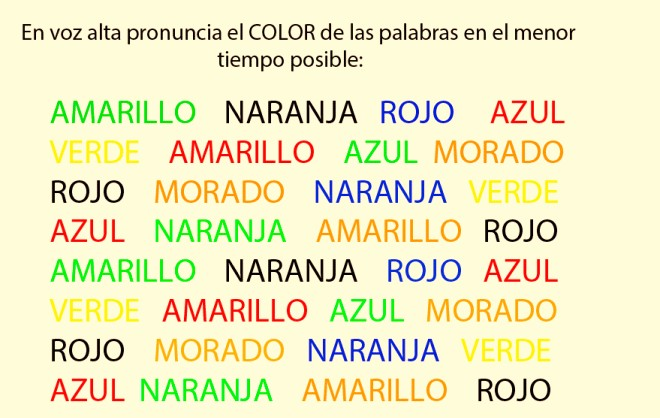 En voz alta pronuncia el COLOR de las palabras en el menor
tiempo posible:
AMARILLO NARANJA ROJO AZUL
VERDE AMARILLO AZUL MORADO
ROJO MORADO NARANJA VERDE
AZUL NARANJA AMARILLO ROJO
AMARILLO NARANJA ROJO AZUL
VERDE AMARILLO AZUL MORADO
ROJO MORADO NARANJA VERDE
AZUL NARANJA AMARILLO ROJO